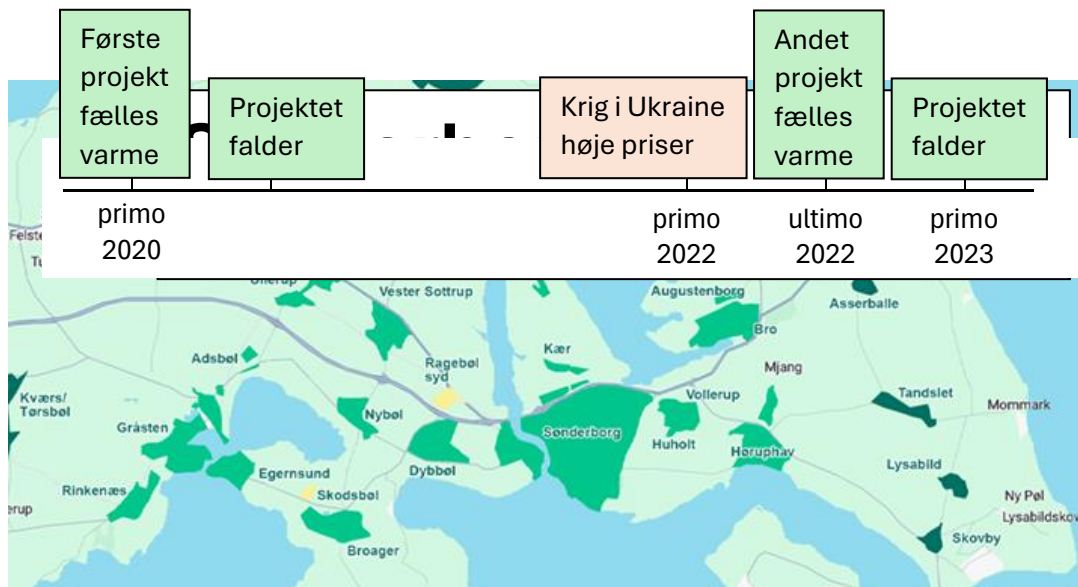 Første
projekt
fælles
varme
Projektet
falder
Krig i Ukraine
høje priser
Andet
projekt
fælles
varme
Projektet
falder
primo
2020
primo
2022
ultimo
2022
primo
2023
Vester Sottrup
Augustenborg
Asserballe
Bro
Adsbøl
Kær
Ragebøl
syd
Mjang
Kværs/
Tørsbøl
Vollerup
Tandslet
Mommark
Gråsten
Nybøl
Sønderborg
Huholt
Høruphav
Dybbøl
Egernsund
Lysabild
Rinkenæs
Skodsbøl
Ny Pøl
Broager
Skovby